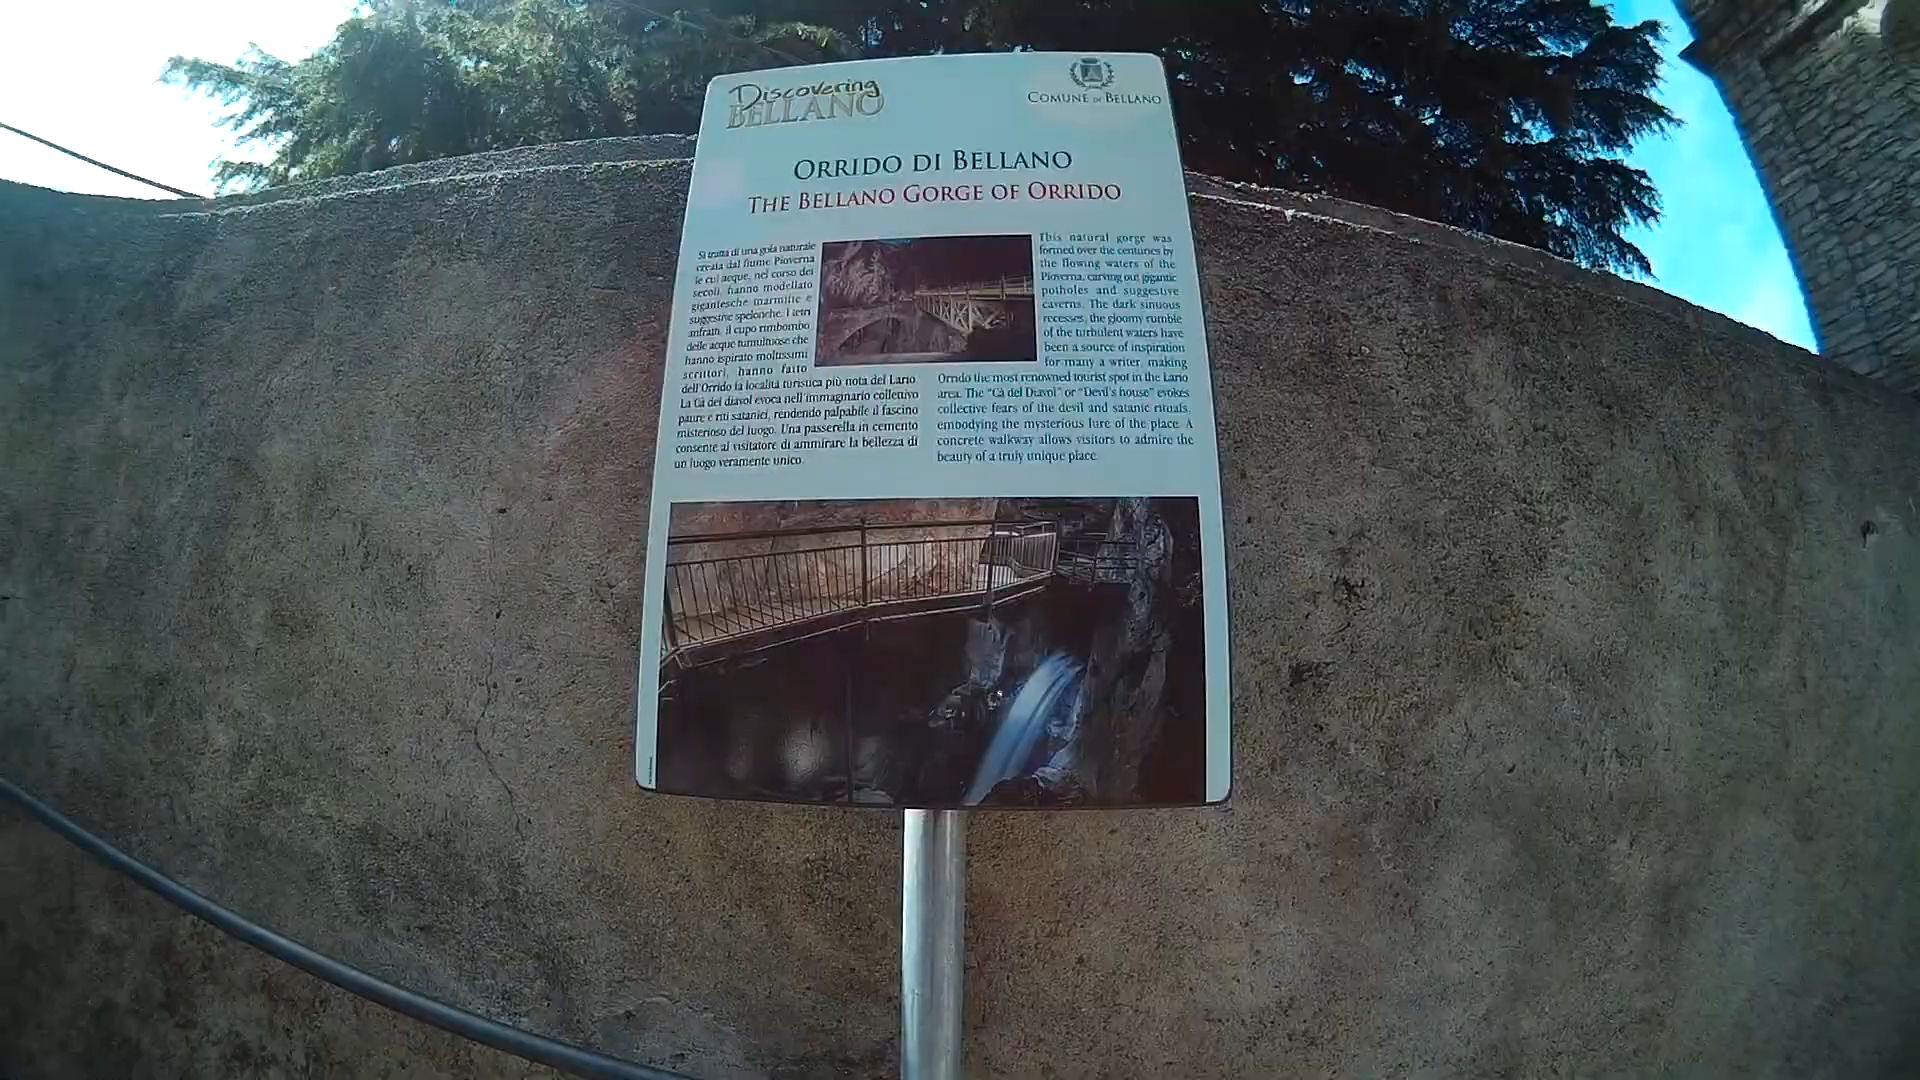 Discovering
BELLANO
COMUNE DI BELLANO
ORRIDO DI BELLANO
THE BELLANO GORGE OF ORRIDO
Si tratta di una gola naturale
creata dal fiume Pioverna
le cui acque, nel corso dei
secoli, hanno modellato
gigantesche marmitte e
suggestive spelonche. I tetri
anfratti, il cupo rimbombo
delle acque tumultuose che
hanno ispirato moltissimi
scrittori, hanno fatto
dell'Orrido la località turistica più nota del Lario.
La Cà del diavol evoca nell'immaginario collettivo
paure e riti satanici, rendendo palpabile il fascino
misterioso del luogo. Una passerella in cemento
consente al visitatore di ammirare la bellezza di
un luogo veramente unico.
This natural gorge was
formed over the centuries by
the flowing waters of the
Pioverna, carving out gigantic
potholes and suggestive
caverns. The dark sinuous
recesses, the gloomy rumble
of the turbulent waters have
been a source of inspiration
for many a writer, making
Orrido the most renowned tourist spot in the Lario
area. The "Cà del Diavol" or "Devil's house" evokes
collective fears of the devil and satanic rituals,
embodying the mysterious lure of the place. A
concrete walkway allows visitors to admire the
beauty of a truly unique place.